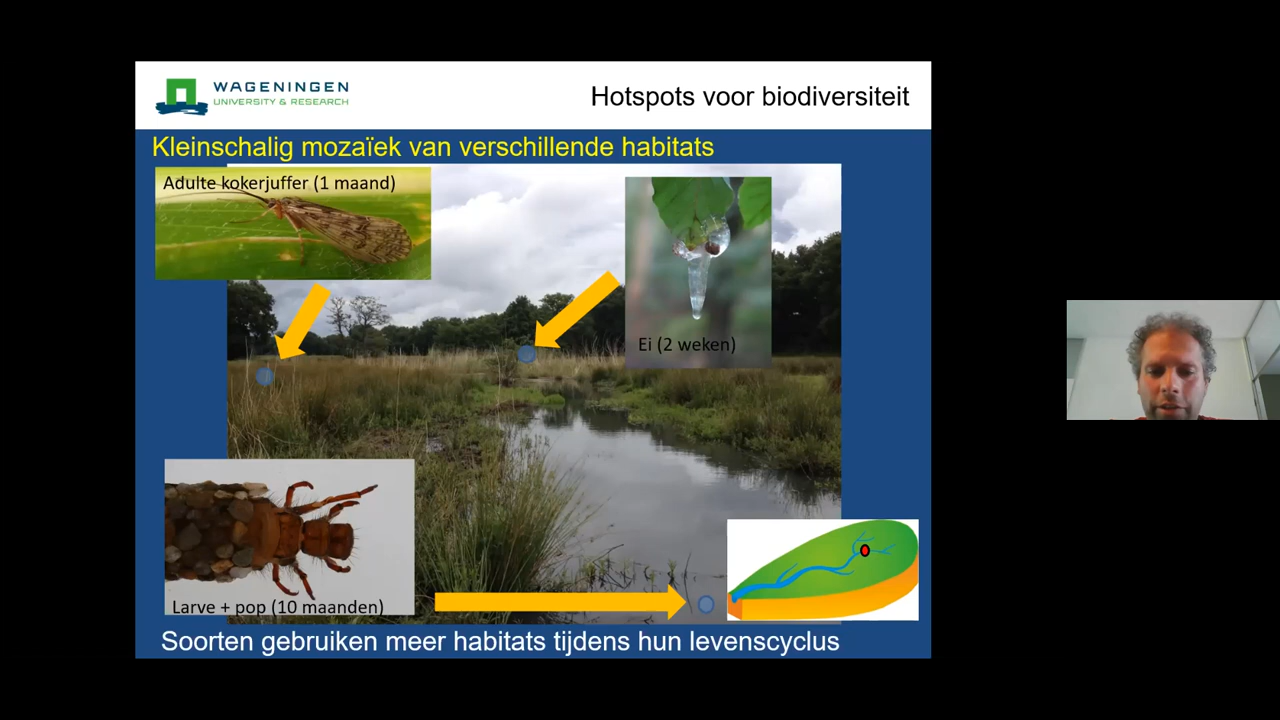 WAGENINGEN
UNIVERSITY & RESEARCH
Hotspots voor biodiversiteit
Kleinschalig mozaïek van verschillende habitats
Adulte kokerjuffer (1 maand)
Ei (2 weken)
Larve + pop (10 maanden)
Soorten gebruiken meer habitats tijdens hun levenscyclus